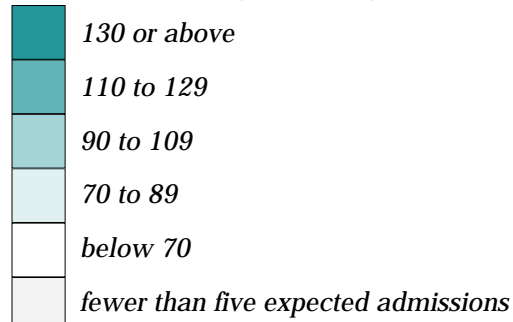 130 or above
110 to 129
90 to 109
70 to 89
below 70
fewer than five expected admissions